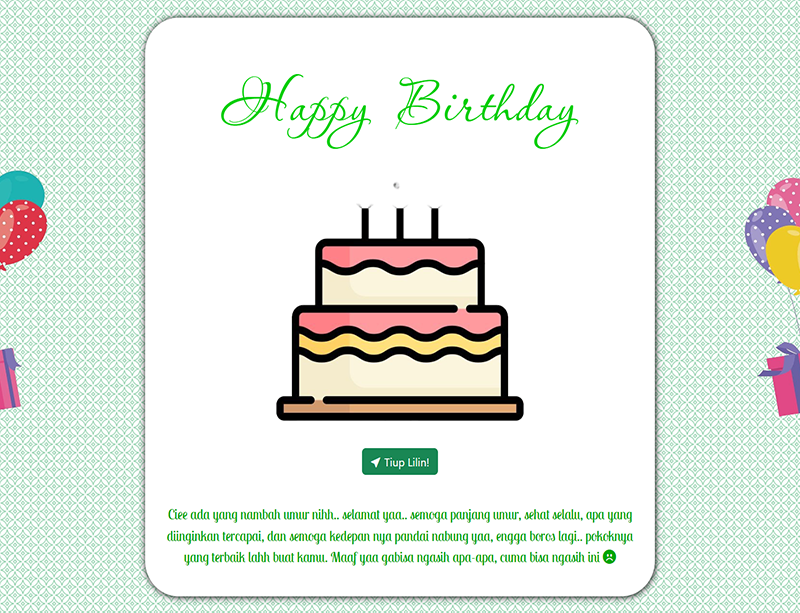 Happy Birthday
Tiup Lilin!
Ciee ada yang nambah umur nihh.. selamat yaa.. semoga panjang umur, sehat selalu, apa yang
diinginkan tercapai, dan semoga kedepan nya pandai nabung yaa, engga boros lagi.. pokoknya
yang terbaik lahh buat kamu. Maaf yaa gabisa ngasih apa-apa, cuma bisa ngasih ini ☹